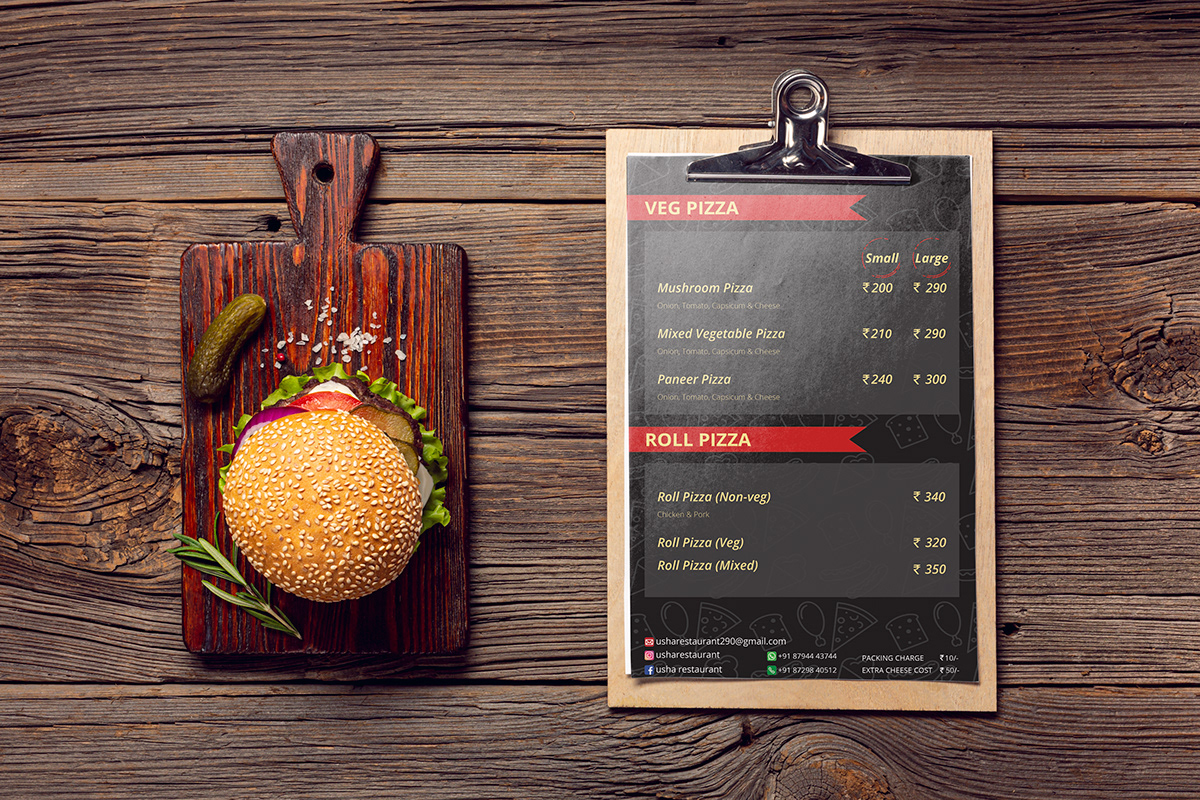 VEG PIZZA
Small Large
Mushroom Pizza ₹200 ₹ 290
Onion, Tomato, Capsicum & Cheese
Mixed Vegetable Pizza ₹210 ₹ 290
Onion, Tomato, Capsicum & Cheese
Paneer Pizza ₹240 ₹ 300
Onion, Tomato, Capsicum & Cheese
ROLL PIZZA
Roll Pizza (Non-veg) ₹ 340
Chicken & Pork
Roll Pizza (Veg) ₹ 320
Roll Pizza (Mixed) ₹ 350
usharestaurant290@gmail.com
usharestaurant +91 87944 43744 PACKING CHARGE ₹10/-
usha restaurant +91 87298 40512 EXTRA CHEESE COST ₹50/-